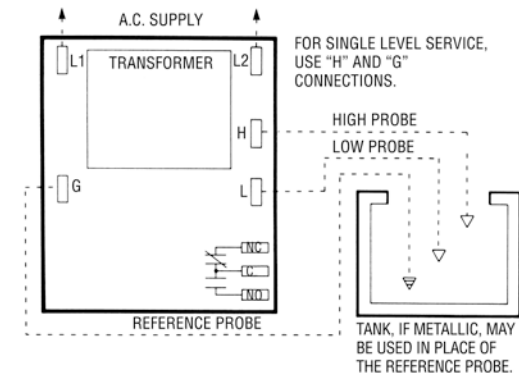 A.C. SUPPLY
L1
TRANSFORMER
L2
FOR SINGLE LEVEL SERVICE,
USE “H” AND “G”
CONNECTIONS.
H
HIGH PROBE
LOW PROBE
G
L
NC
C
NO
REFERENCE PROBE
TANK, IF METALLIC, MAY
BE USED IN PLACE OF
THE REFERENCE PROBE.